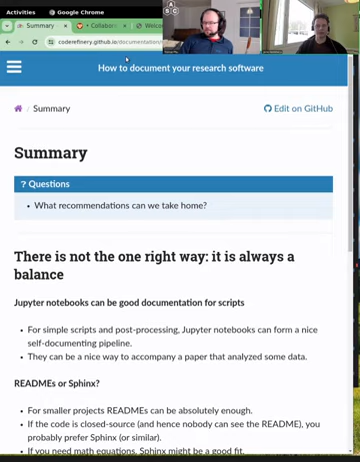 Activities
Google Chrome
Summary
Collabora
Welcome
coderefinery.github.io/documentation/
How to document your research software
/ Summary
Edit on GitHub
Summary
? Questions
• What recommendations can we take home?
There is not the one right way: it is always a
balance
Jupyter notebooks can be good documentation for scripts
• For simple scripts and post-processing, Jupyter notebooks can form a nice
self-documenting pipeline.
• They can be a nice way to accompany a paper that analyzed some data.
READMEs or Sphinx?
• For smaller projects READMEs can be absolutely enough.
• If the code is closed-source (and hence nobody can see the README), you
probably prefer Sphinx (or similar).
• If you need math equations, Sphinx might be a good fit.